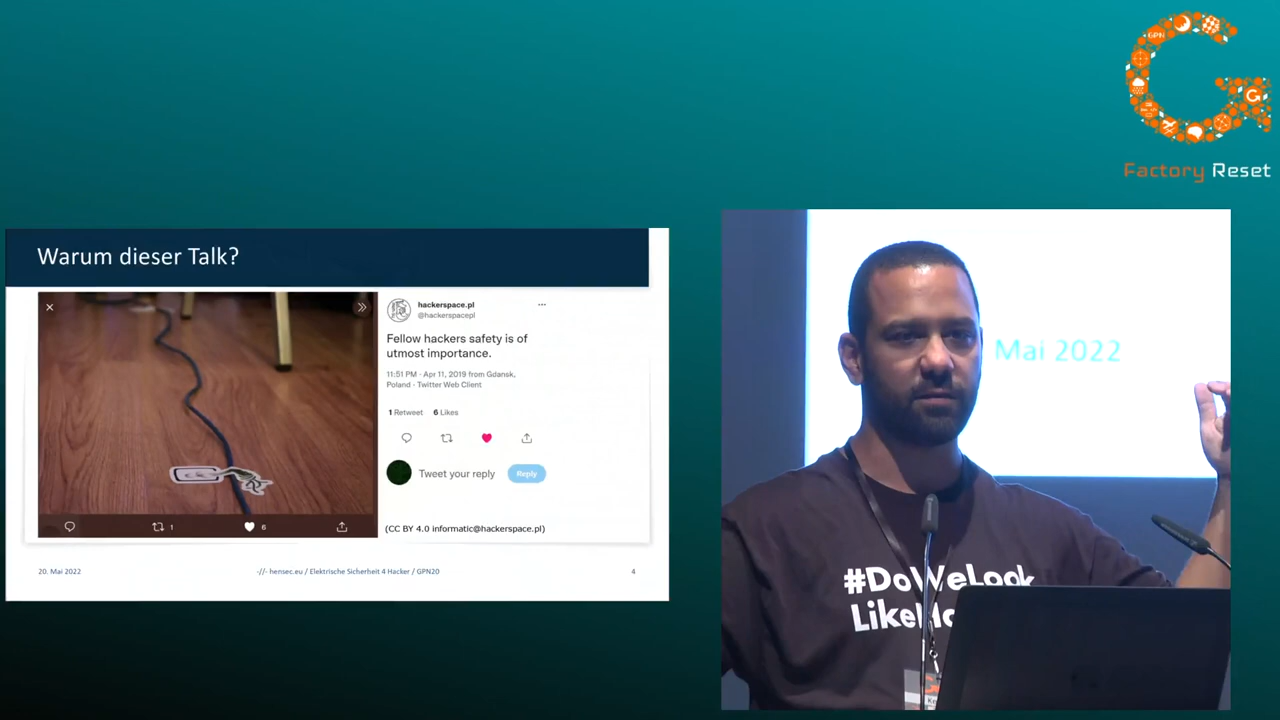 GPN
Factory Reset
Warum dieser Talk?
hackerspace.pl
@hackerspacepl
Fellow hackers safety is of
utmost importance.
11:51 PM · Apr 11, 2019 from Gdansk,
Poland · Twitter Web Client
1 Retweet 6 Likes
Tweet your reply
Reply
1
6
(CC BY 4.0 informatic@hackerspace.pl)
20. Mai 2022
-//- hensec.eu / Elektrische Sicherheit 4 Hacker / GPN20
4
Mai 2022
#DoWeLook